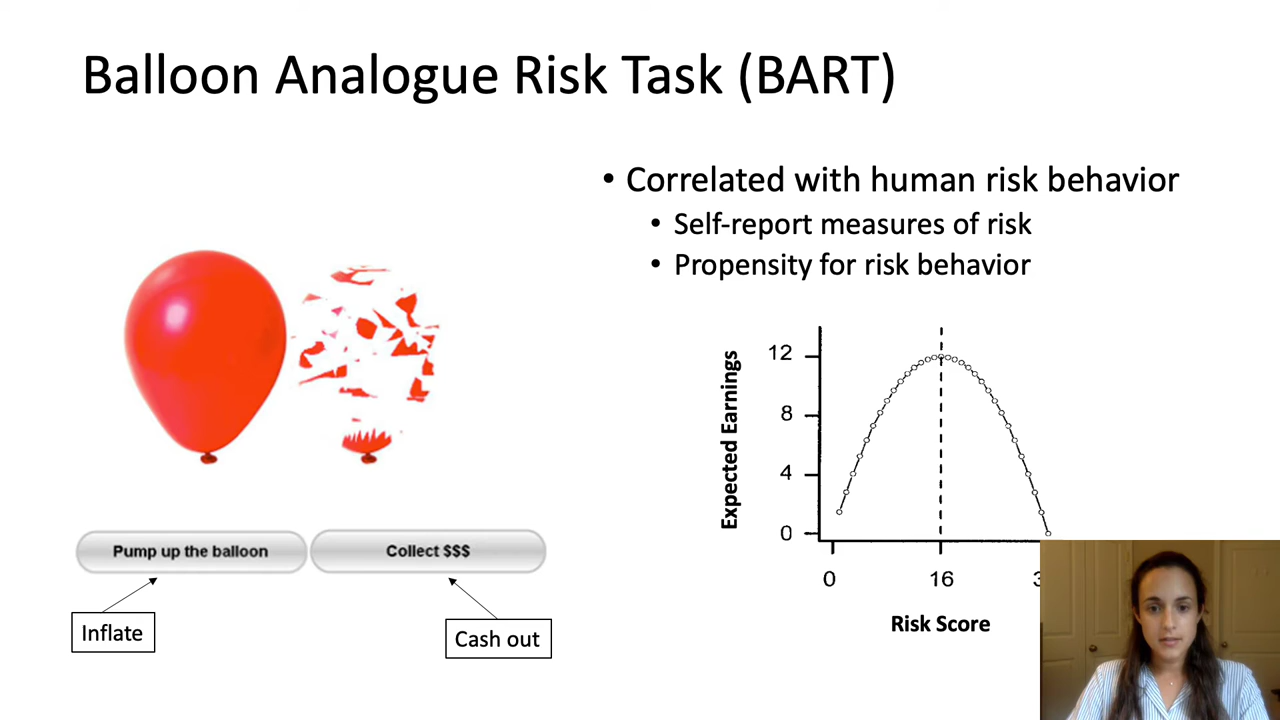 Balloon Analogue Risk Task (BART)
• Correlated with human risk behavior
• Self-report measures of risk
• Propensity for risk behavior
Pump up the balloon
Collect $$$
Inflate
Cash out
Expected Earnings
12
8
4
0
0
16
Risk Score